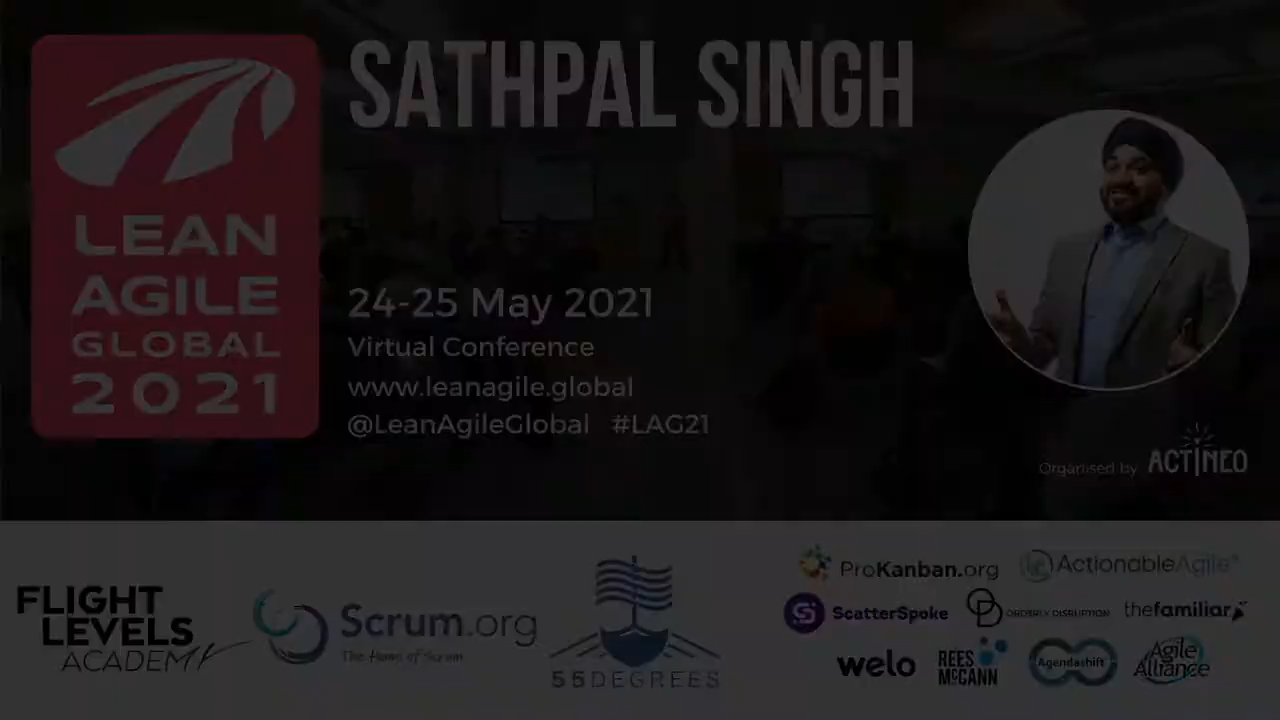 SATHPAL SINGH
LEAN
AGILE
GLOBAL
2021
24-25 May 2021
Virtual Conference
www.leanagile.global
@LeanAgileGlobal #LAG21
Organised by ACTINEO
FLIGHT
LEVELS
ACADEMY
Scrum.org
The Home of Scrum
55DEGREES
ProKanban.org
ActionableAgile™
ScatterSpoke
ORDERLY DISRUPTION
thefamiliar
welo
REES
McCANN
Agendashift
Agile
Alliance